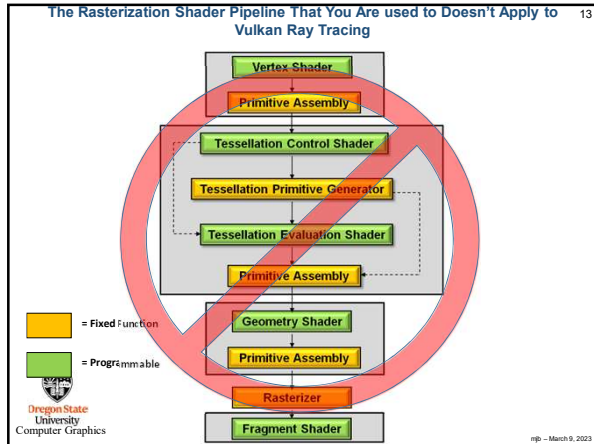 The Rasterization Shader Pipeline That You Are used to Doesn't Apply to
Vulkan Ray Tracing
13
Vertex Shader
Primitive Assembly
Tessellation Control Shader
Tessellation Primitive Generator
Tessellation Evaluation Shader
Primitive Assembly
Geometry Shader
Primitive Assembly
Rasterizer
Fragment Shader
= Fixed Function
= Programmable
Oregon State
University
Computer Graphics
mjb – March 9, 2023